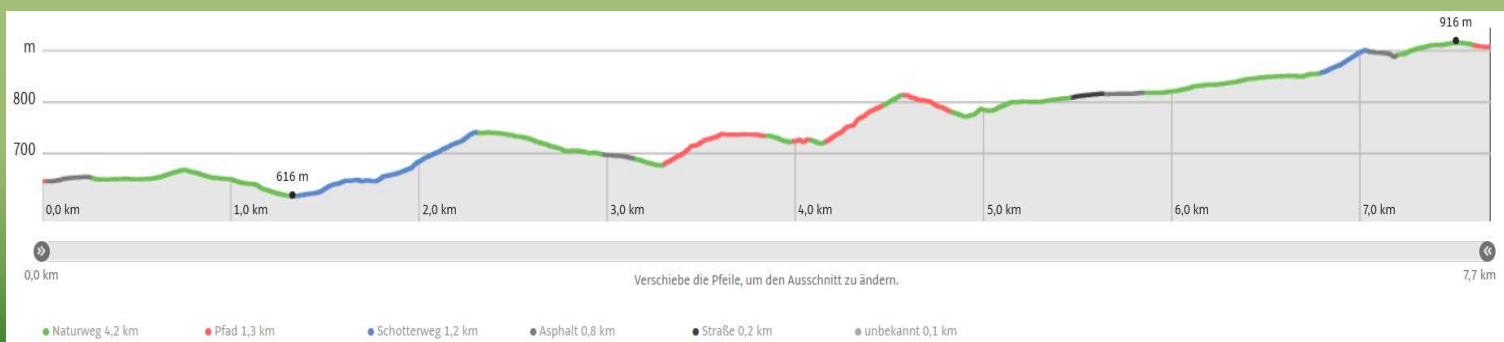 916 m
m
800
700
616 m
0,0 km 1,0 km 2,0 km 3,0 km 4,0 km 5,0 km 6,0 km 7,0 km
0,0 km 7,7 km
Verschiebe die Pfeile, um den Ausschnitt zu ändern.
Naturweg 4,2 km Pfad 1,3 km Schotterweg 1,2 km Asphalt 0,8 km Straße 0,2 km unbekannt 0,1 km